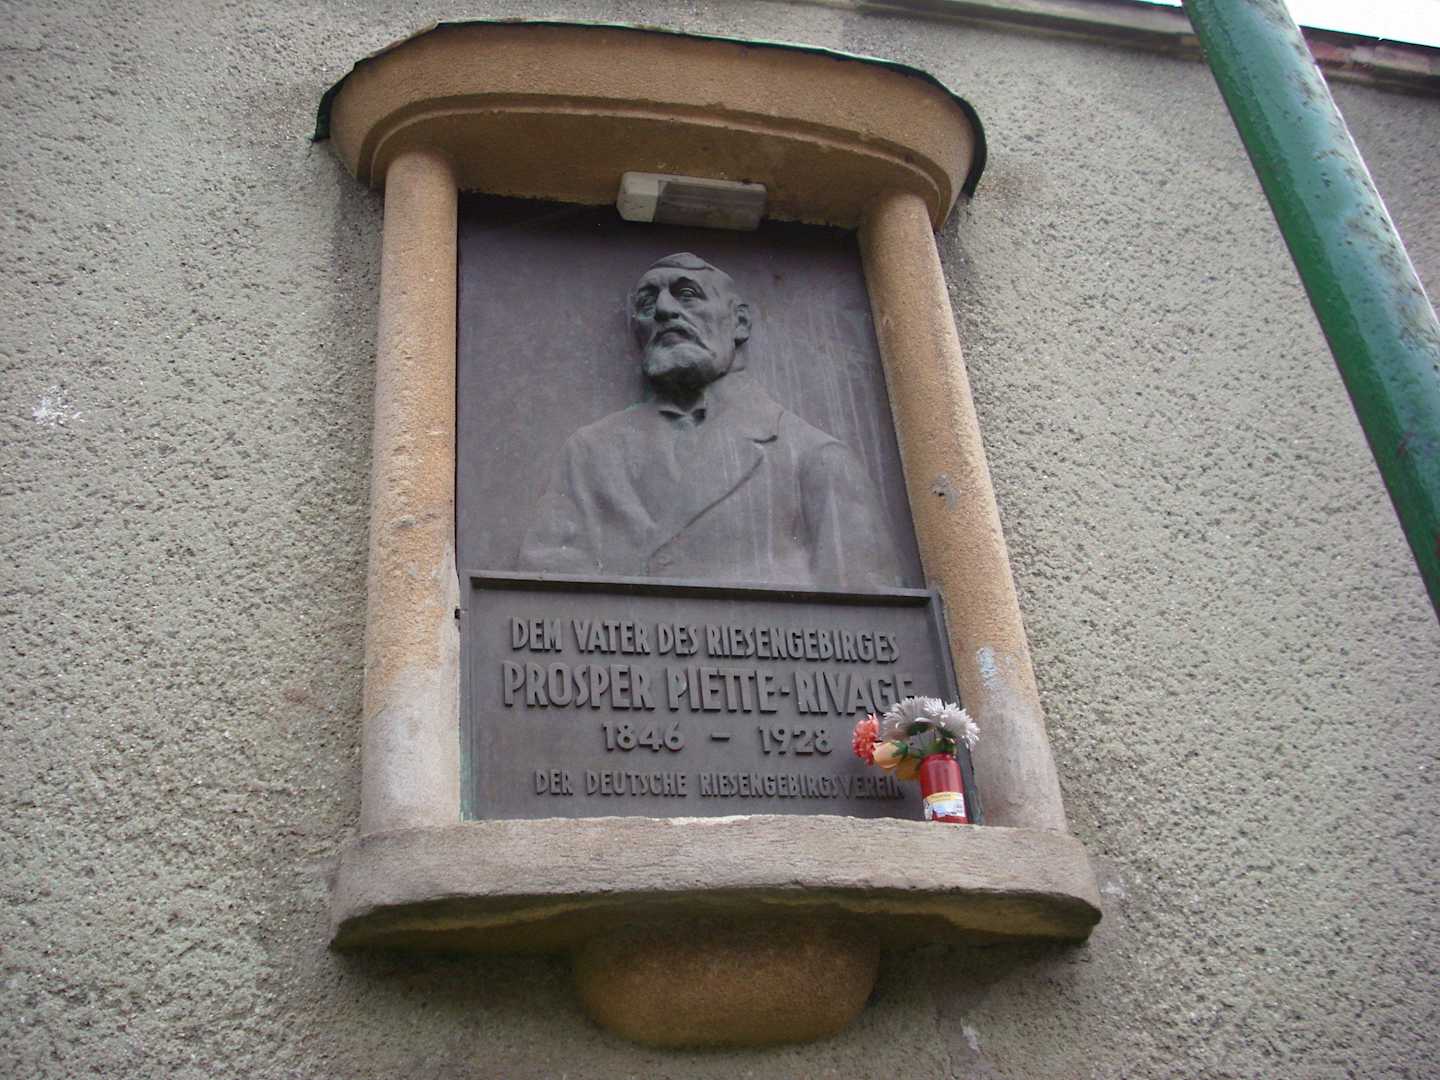 DEM VATER DES RIESENGEBIRGES
PROSPER PIETTE-RIVAGE
1846 – 1928
DER DEUTSCHE RIESENGEBIRGSVEREIN